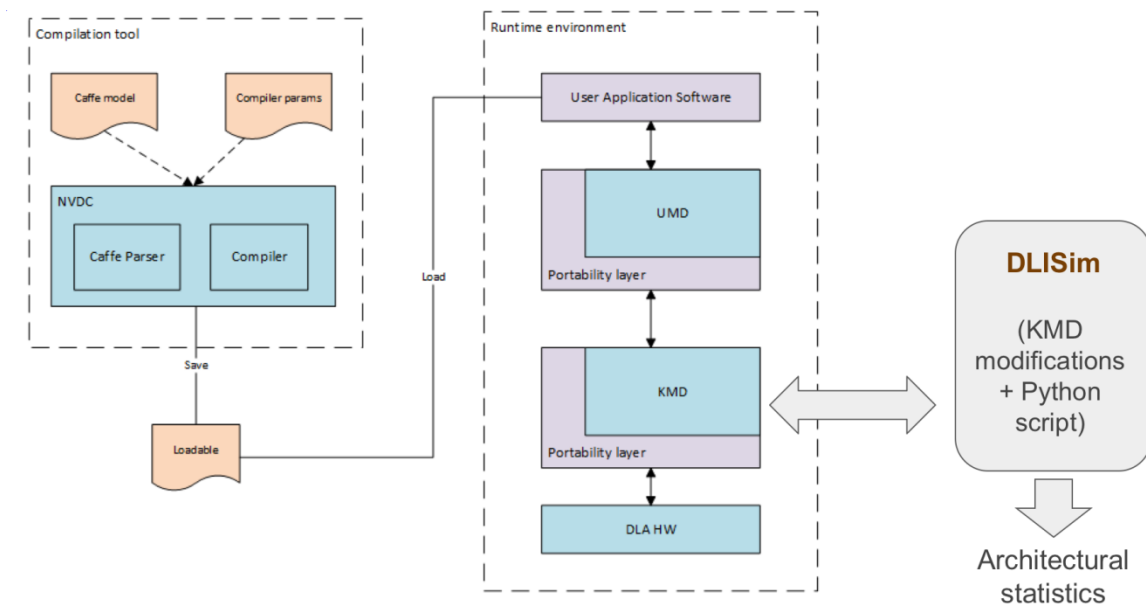 Compilation tool
Caffe model
Compiler params
NVDC
Caffe Parser
Compiler
Save
Loadable
Load
Runtime environment
User Application Software
UMD
Portability layer
KMD
Portability layer
DLA HW
DLISim
(KMD
modifications
+ Python
script)
Architectural
statistics